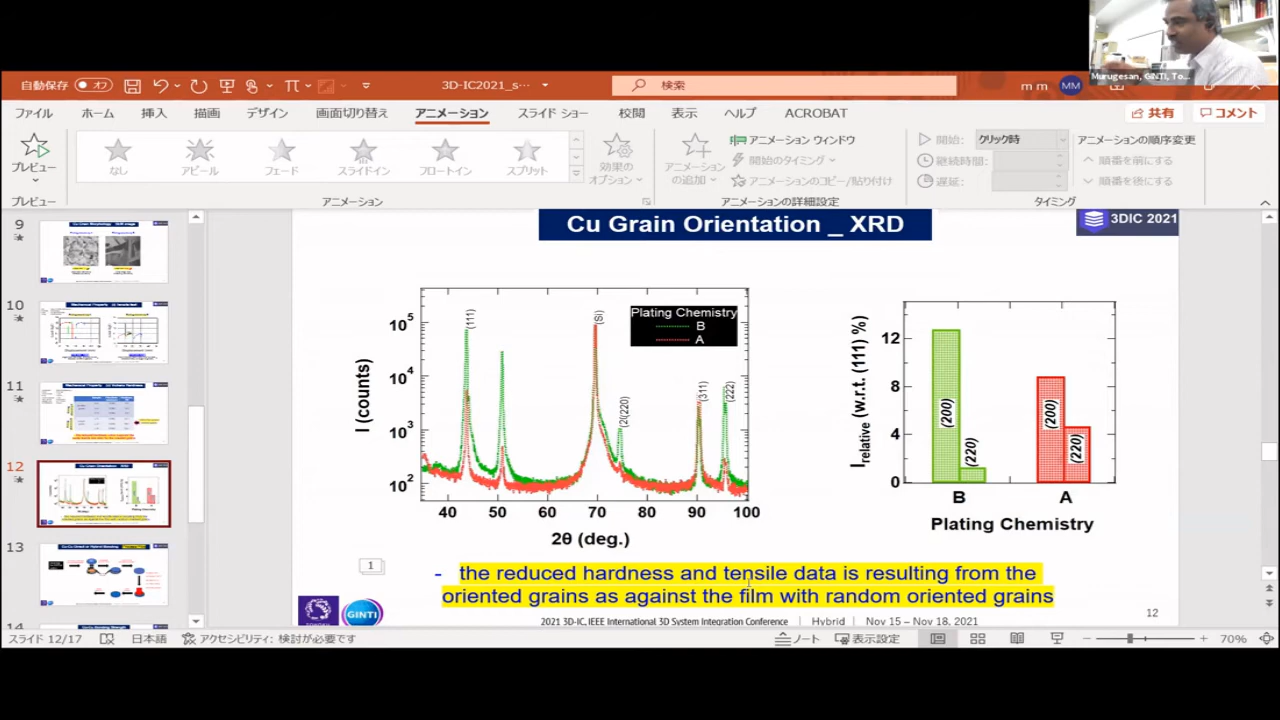 Murugesan, GINTI, To...
自動保存 オフ
3D-IC2021_s...
検索
m m
MM
ファイル ホーム 挿入 描画 デザイン 画面切り替え アニメーション スライド ショー 校閲 表示 ヘルプ ACROBAT
共有 コメント
プレビュー
なし アピール フェード スライドイン フロートイン スプリット
効果の
オプション
アニメーション
の追加
アニメーション ウィンドウ
開始のタイミング
アニメーションのコピー/貼り付け
開始: クリック時
継続時間:
遅延:
アニメーションの順序変更
順番を前にする
順番を後にする
プレビュー アニメーション アニメーションの詳細設定 タイミング
9
10
11
12
13
Cu Grain Orientation _ XRD
3DIC 2021
I (counts)
10^5
10^4
10^3
10^2
(111)
(Si)
(2(220)
(311)
(222)
Plating Chemistry
B
A
40 50 60 70 80 90 100
2θ (deg.)
I relative (w.r.t. (111) %)
12
8
4
0
(200)
(220)
(200)
(220)
B A
Plating Chemistry
1
- the reduced hardness and tensile data is resulting from the
oriented grains as against the film with random oriented grains
GINTI
2021 3D-IC, IEEE International 3D System Integration Conference | Hybrid | Nov 15 – Nov 18, 2021
12
スライド 12/17 日本語 アクセシビリティ: 検討が必要です
ノート 表示設定 70%